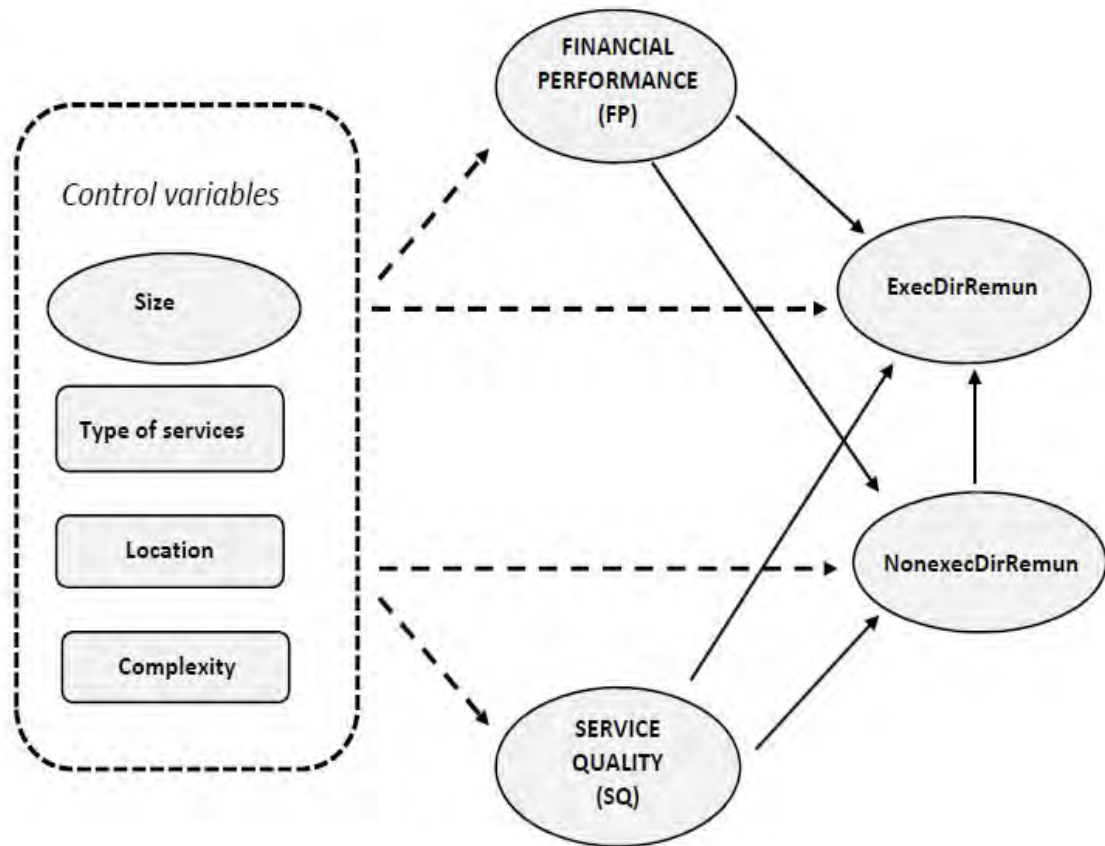 FINANCIAL
PERFORMANCE
(FP)
Control variables
Size
Type of services
Location
Complexity
ExecDirRemun
NonexecDirRemun
SERVICE
QUALITY
(SQ)